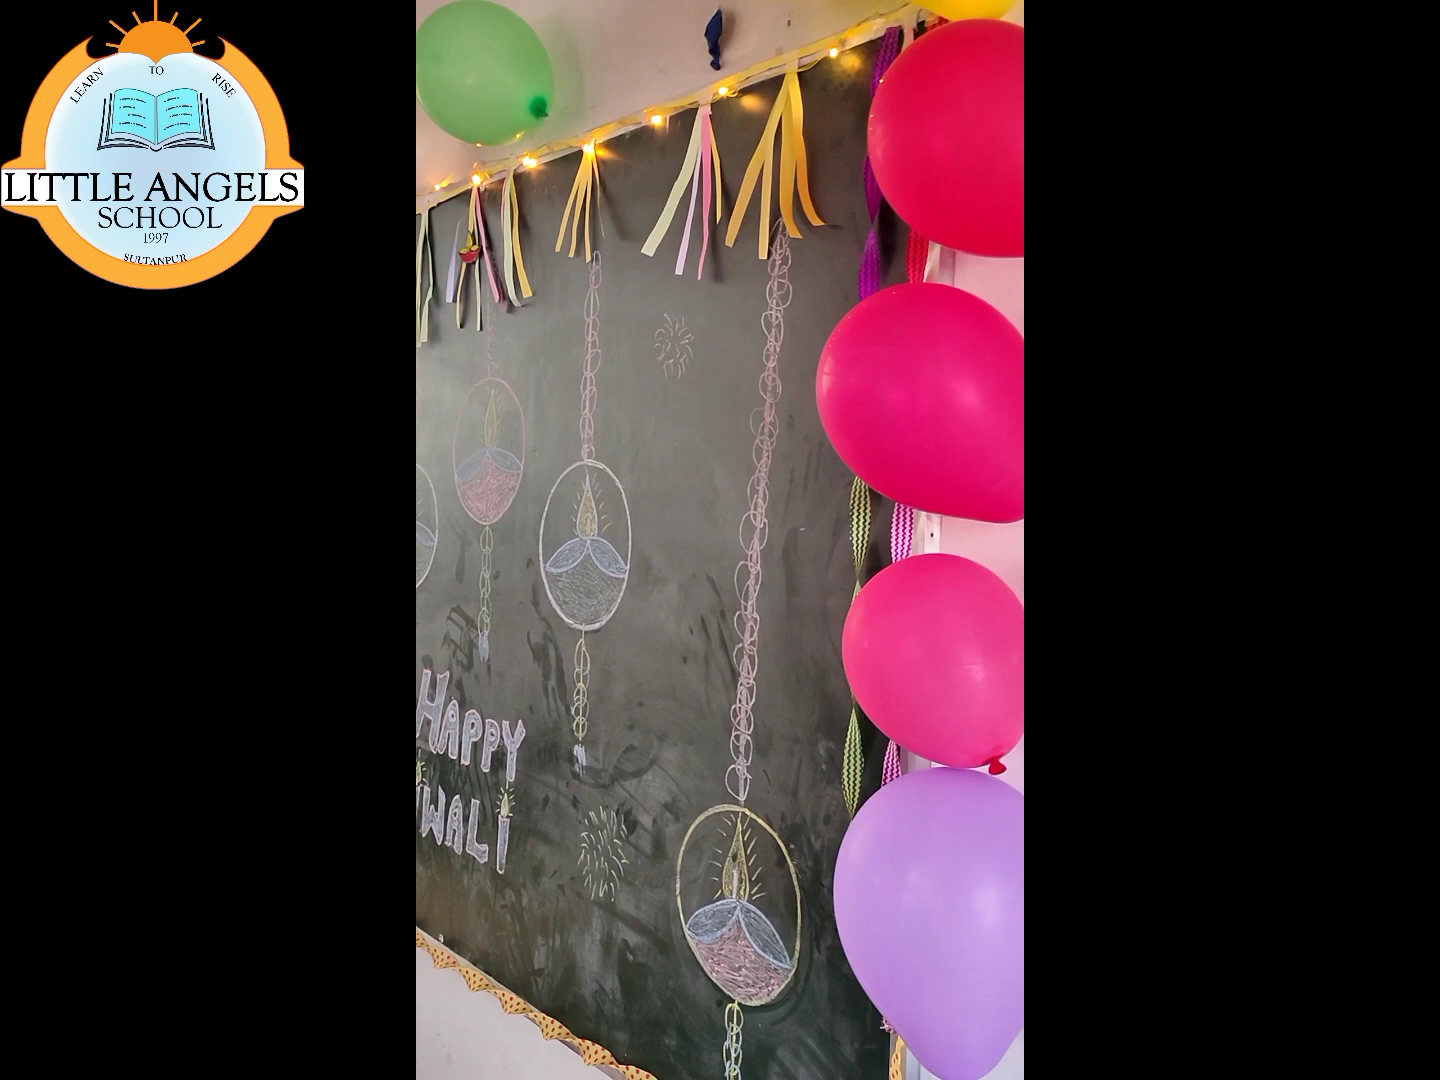 LEARN TO RISE
LITTLE ANGELS
SCHOOL
1997
SULTANPUR
HAPPY
WALI